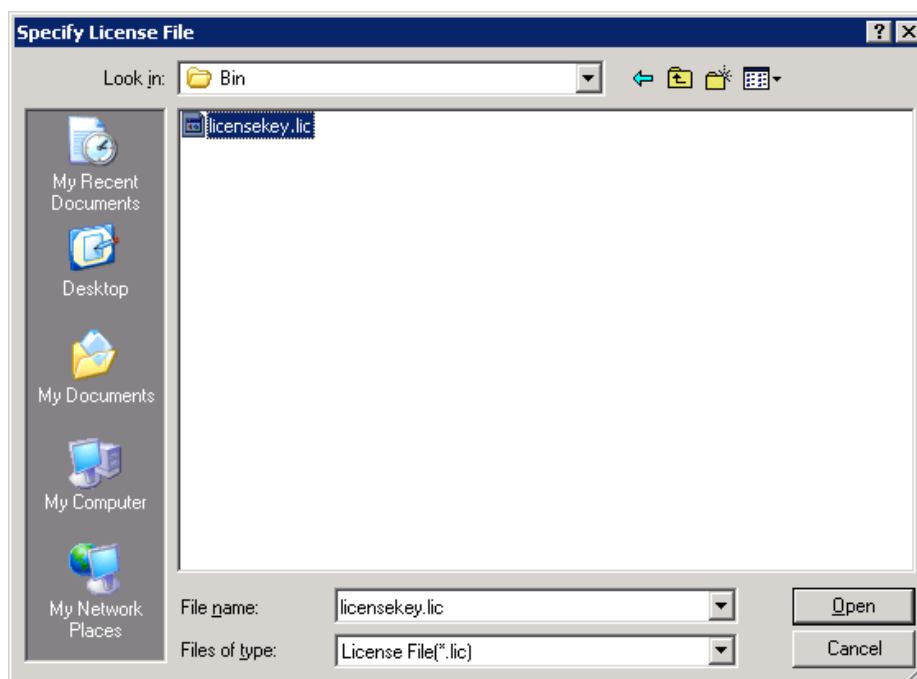 Specify License File
Look in: Bin
licensekey.lic
My Recent
Documents
Desktop
My Documents
My Computer
My Network
Places
File name: licensekey.lic Open
Files of type: License File(*.lic) Cancel